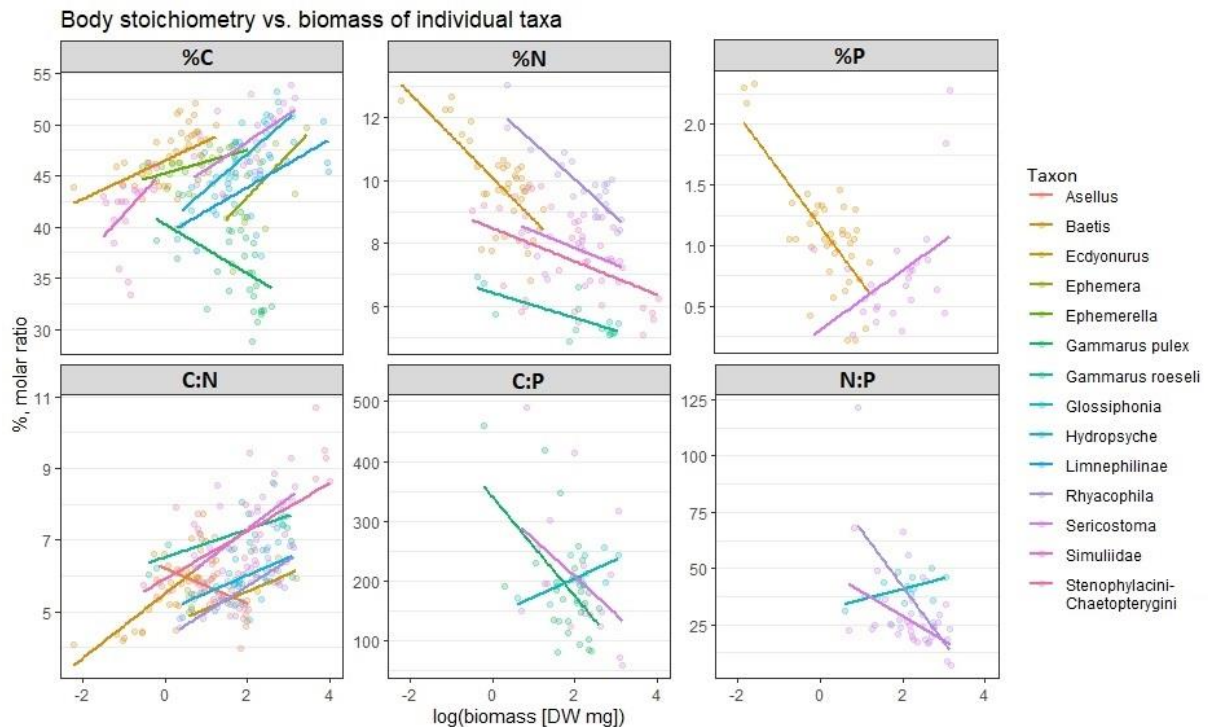 Body stoichiometry vs. biomass of individual taxa
%C
%N
%P
55
50
45
40
35
30
12
10
8
6
2.0
1.5
1.0
0.5
C:N
C:P
N:P
11
9
7
5
500
400
300
200
100
125
100
75
50
25
-2 0 2 4
-2 0 2 4
-2 0 2 4
%, molar ratio
log(biomass [DW mg])
Taxon
Asellus
Baetis
Ecdyonurus
Ephemera
Ephemerella
Gammarus pulex
Gammarus roeseli
Glossiphonia
Hydropsyche
Limnephilinae
Rhyacophila
Sericostoma
Simuliidae
Stenophylacini-
Chaetopterygini